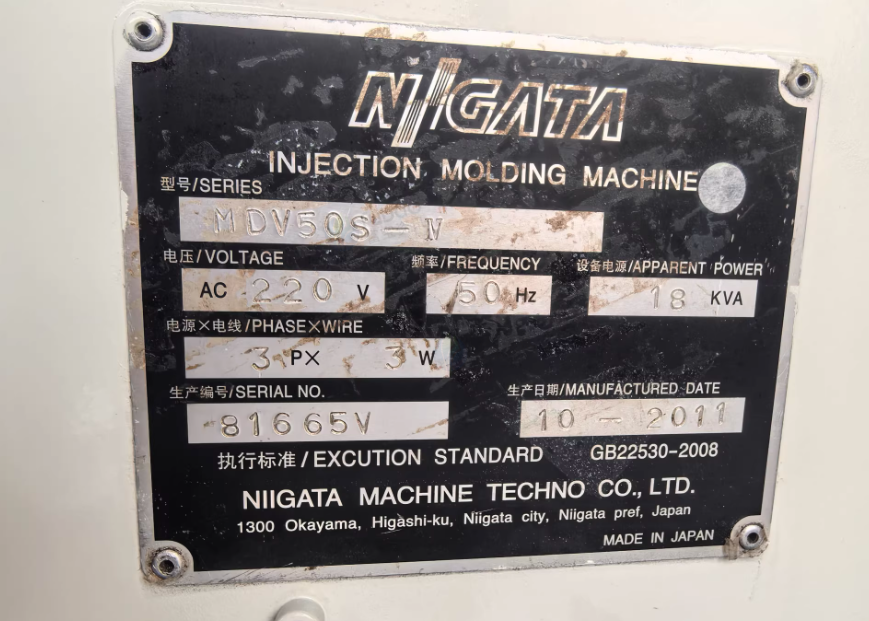 NIIGATA
INJECTION MOLDING MACHINE
型号/SERIES
MDV50S-W
电压/VOLTAGE 频率/FREQUENCY 设备电源/APPARENT POWER
AC 220 V 50 Hz 18 KVA
电源×电线/PHASE×WIRE
3 P× 3 W
生产编号/SERIAL NO. 生产日期/MANUFACTURED DATE
81665V 10-2011
执行标准/EXCUTION STANDARD GB22530-2008
NIIGATA MACHINE TECHNO CO.,LTD.
1300 Okayama, Higashi-ku, Niigata city, Niigata pref, Japan
MADE IN JAPAN